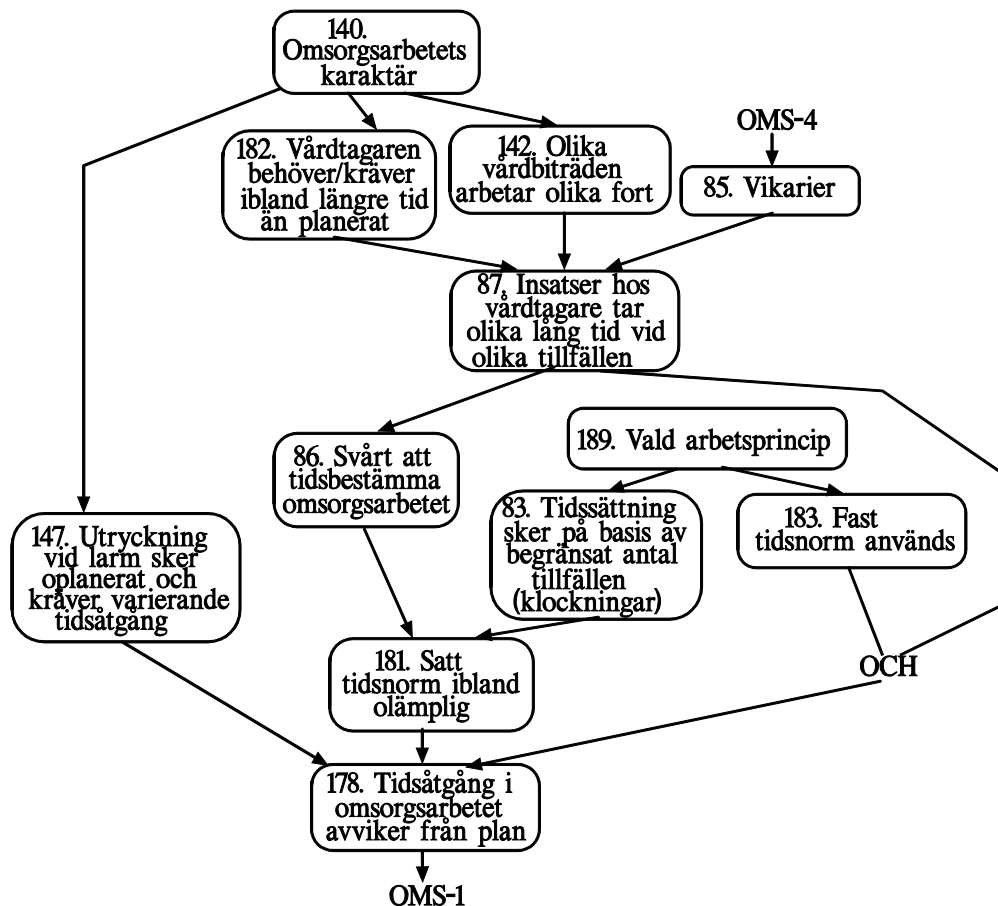 140.
Omsorgsarbetets
karaktär
OMS-4
182. Vårdtagaren
behöver/kräver
ibland längre tid
än planerat
142. Olika
vårdbiträden
arbetar olika fort
85. Vikarier
87. Insatser hos
vårdtagare tar
olika lång tid vid
olika tillfällen
189. Vald arbetsprincip
86. Svårt att
tidsbestämma
omsorgsarbetet
83. Tidssättning
sker på basis av
begränsat antal
tillfällen
(klockningar)
183. Fast
tidsnorm används
147. Utryckning
vid larm sker
oplanerat och
kräver varierande
tidsåtgång
OCH
181. Satt
tidsnorm ibland
olämplig
178. Tidsåtgång i
omsorgsarbetet
avviker från plan
OMS-1